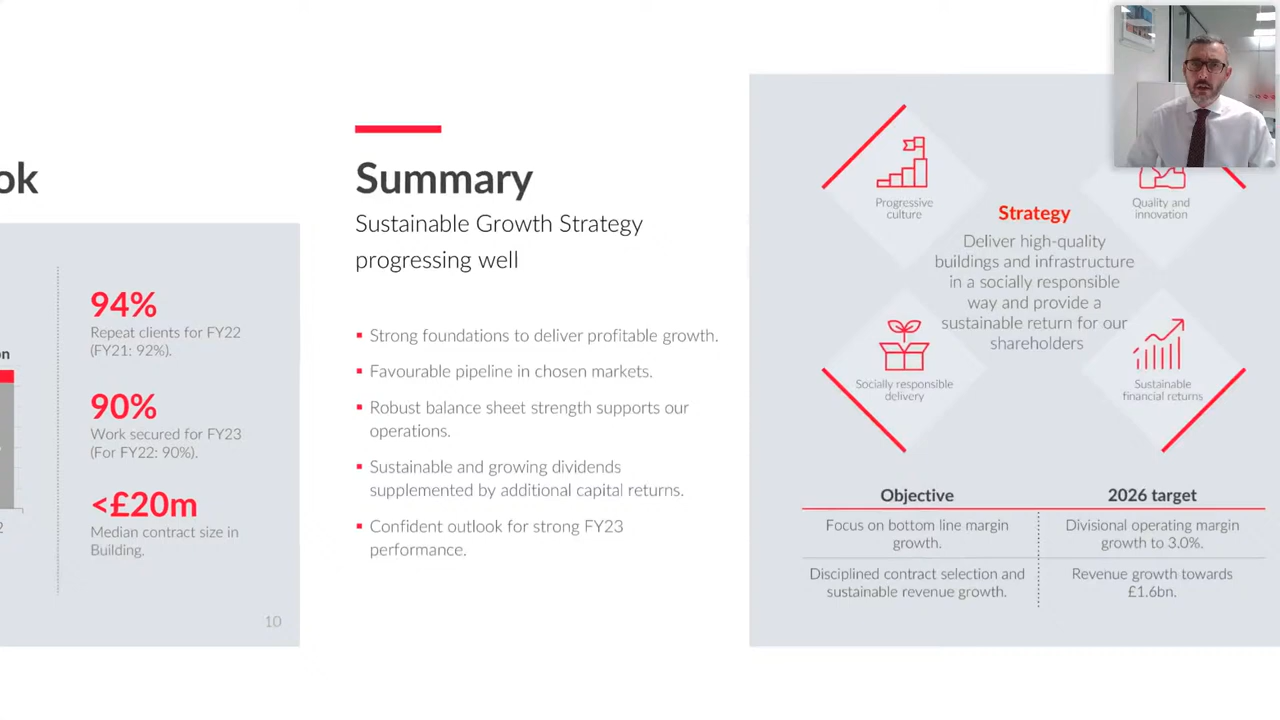 ok
n
2
94%
Repeat clients for FY22
(FY21: 92%).
90%
Work secured for FY23
(For FY22: 90%).
<£20m
Median contract size in
Building.
10
Summary
Sustainable Growth Strategy
progressing well
Strong foundations to deliver profitable growth.
Favourable pipeline in chosen markets.
Robust balance sheet strength supports our
operations.
Sustainable and growing dividends
supplemented by additional capital returns.
Confident outlook for strong FY23
performance.
Progressive
culture
Quality and
innovation
Strategy
Deliver high-quality
buildings and infrastructure
in a socially responsible
way and provide a
sustainable return for our
shareholders
Socially responsible
delivery
Sustainable
financial returns
Objective
2026 target
Focus on bottom line margin
growth.
Divisional operating margin
growth to 3.0%.
Disciplined contract selection and
sustainable revenue growth.
Revenue growth towards
£1.6bn.